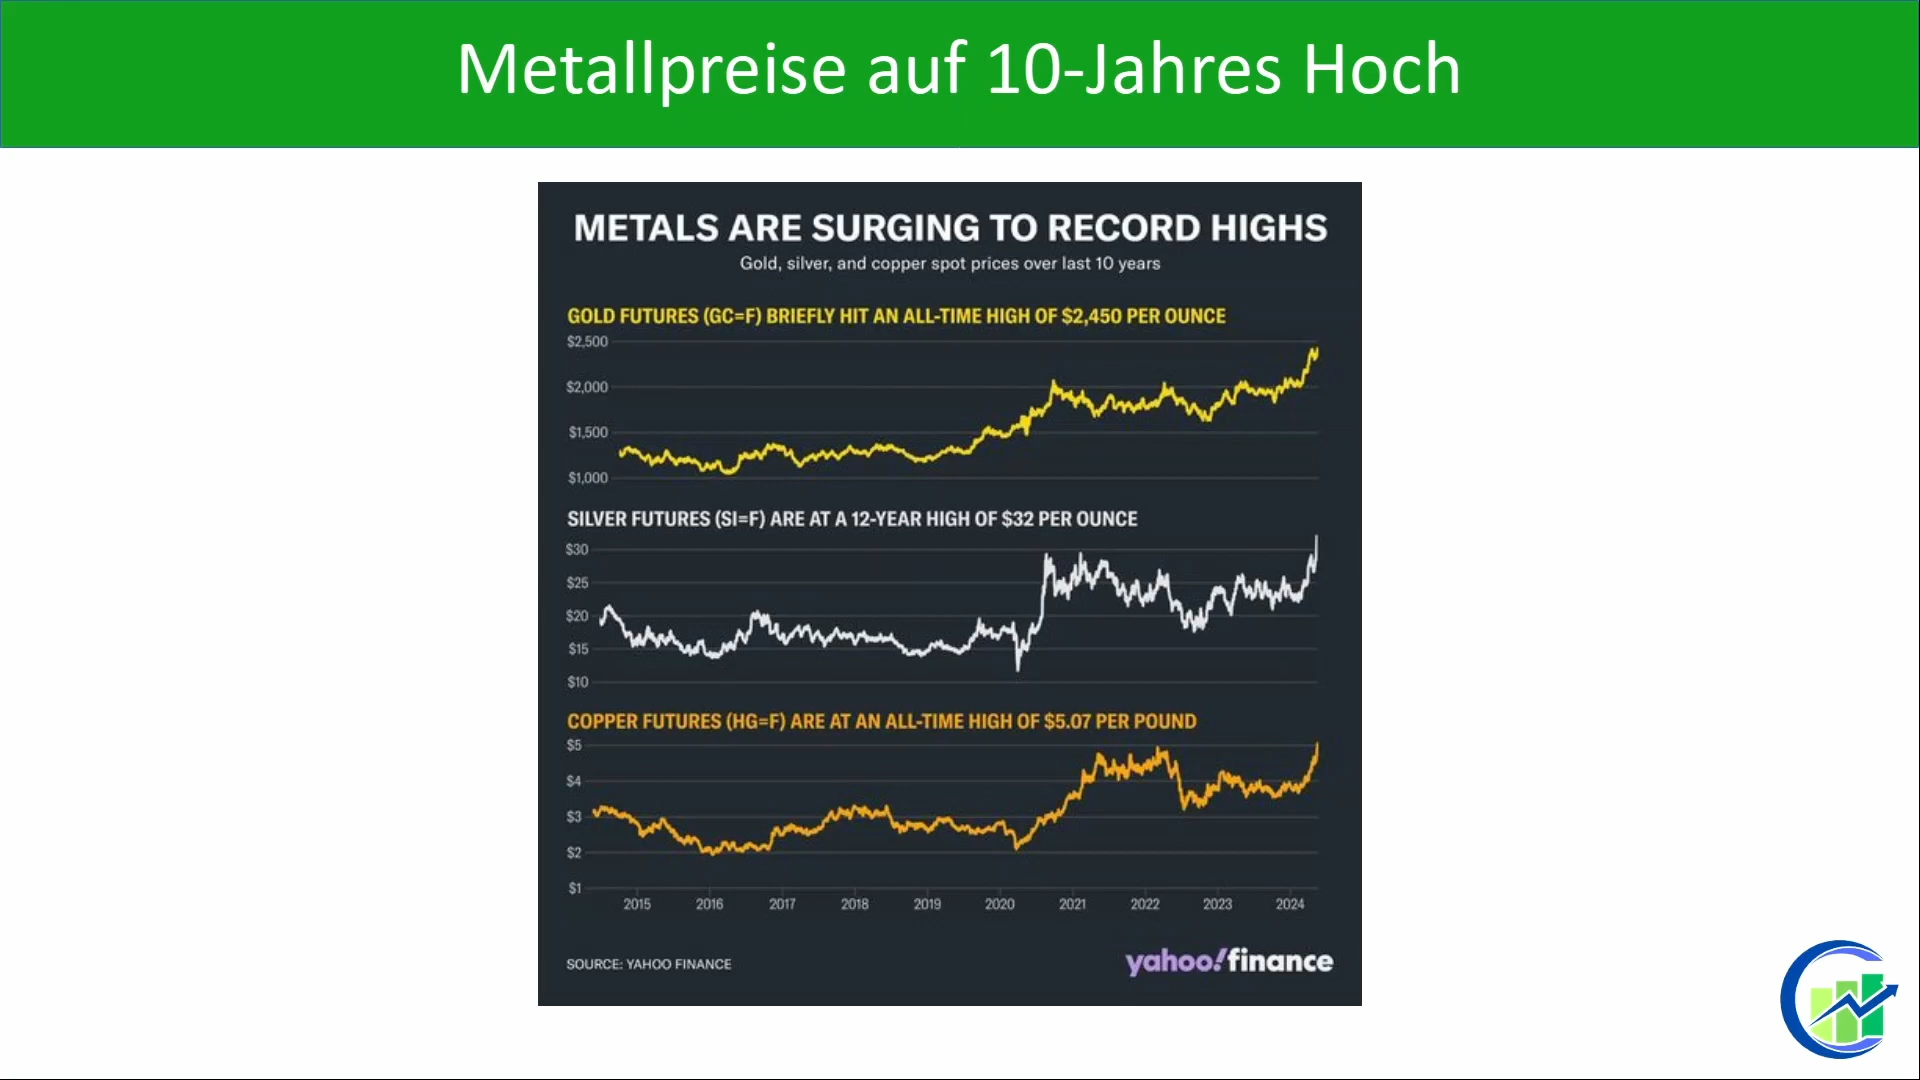 Metallpreise auf 10-Jahres Hoch
METALS ARE SURGING TO RECORD HIGHS
Gold, silver, and copper spot prices over last 10 years
GOLD FUTURES (GC=F) BRIEFLY HIT AN ALL-TIME HIGH OF $2,450 PER OUNCE
$2,500
$2,000
$1,500
$1,000
SILVER FUTURES (SI=F) ARE AT A 12-YEAR HIGH OF $32 PER OUNCE
$30
$25
$20
$15
$10
COPPER FUTURES (HG=F) ARE AT AN ALL-TIME HIGH OF $5.07 PER POUND
$5
$4
$3
$2
$1
2015 2016 2017 2018 2019 2020 2021 2022 2023 2024
SOURCE: YAHOO FINANCE
yahoo!finance